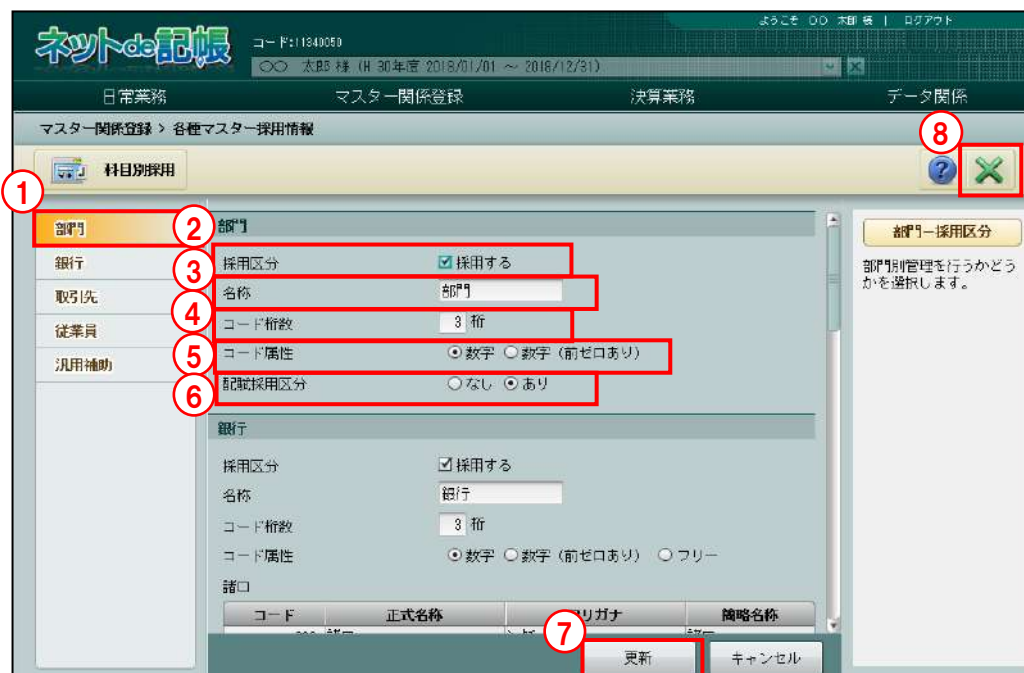 ようこそ 〇〇 太郎 様 | ログアウト
ネットde記帳
コード:11340050
〇〇 太郎 様 (H 30年度 2018/01/01 ～ 2018/12/31)
日常業務 マスター関係登録 決算業務 データ関係
マスター関係登録 > 各種マスター採用情報
⑧
科目別採用
①
部門
銀行
取引先
従業員
汎用補助
② 部門
③ 採用区分 採用する
名称 部門
④ コード桁数 3 桁
⑤ コード属性 数字 数字 (前ゼロあり)
⑥ 配賦採用区分 なし あり
銀行
採用区分 採用する
名称 銀行
コード桁数 3 桁
コード属性 数字 数字 (前ゼロあり) フリー
諸口
コード 正式名称 フリガナ 簡略名称
⑦
更新 キャンセル
部門－採用区分
部門別管理を行うかどう
かを選択します。